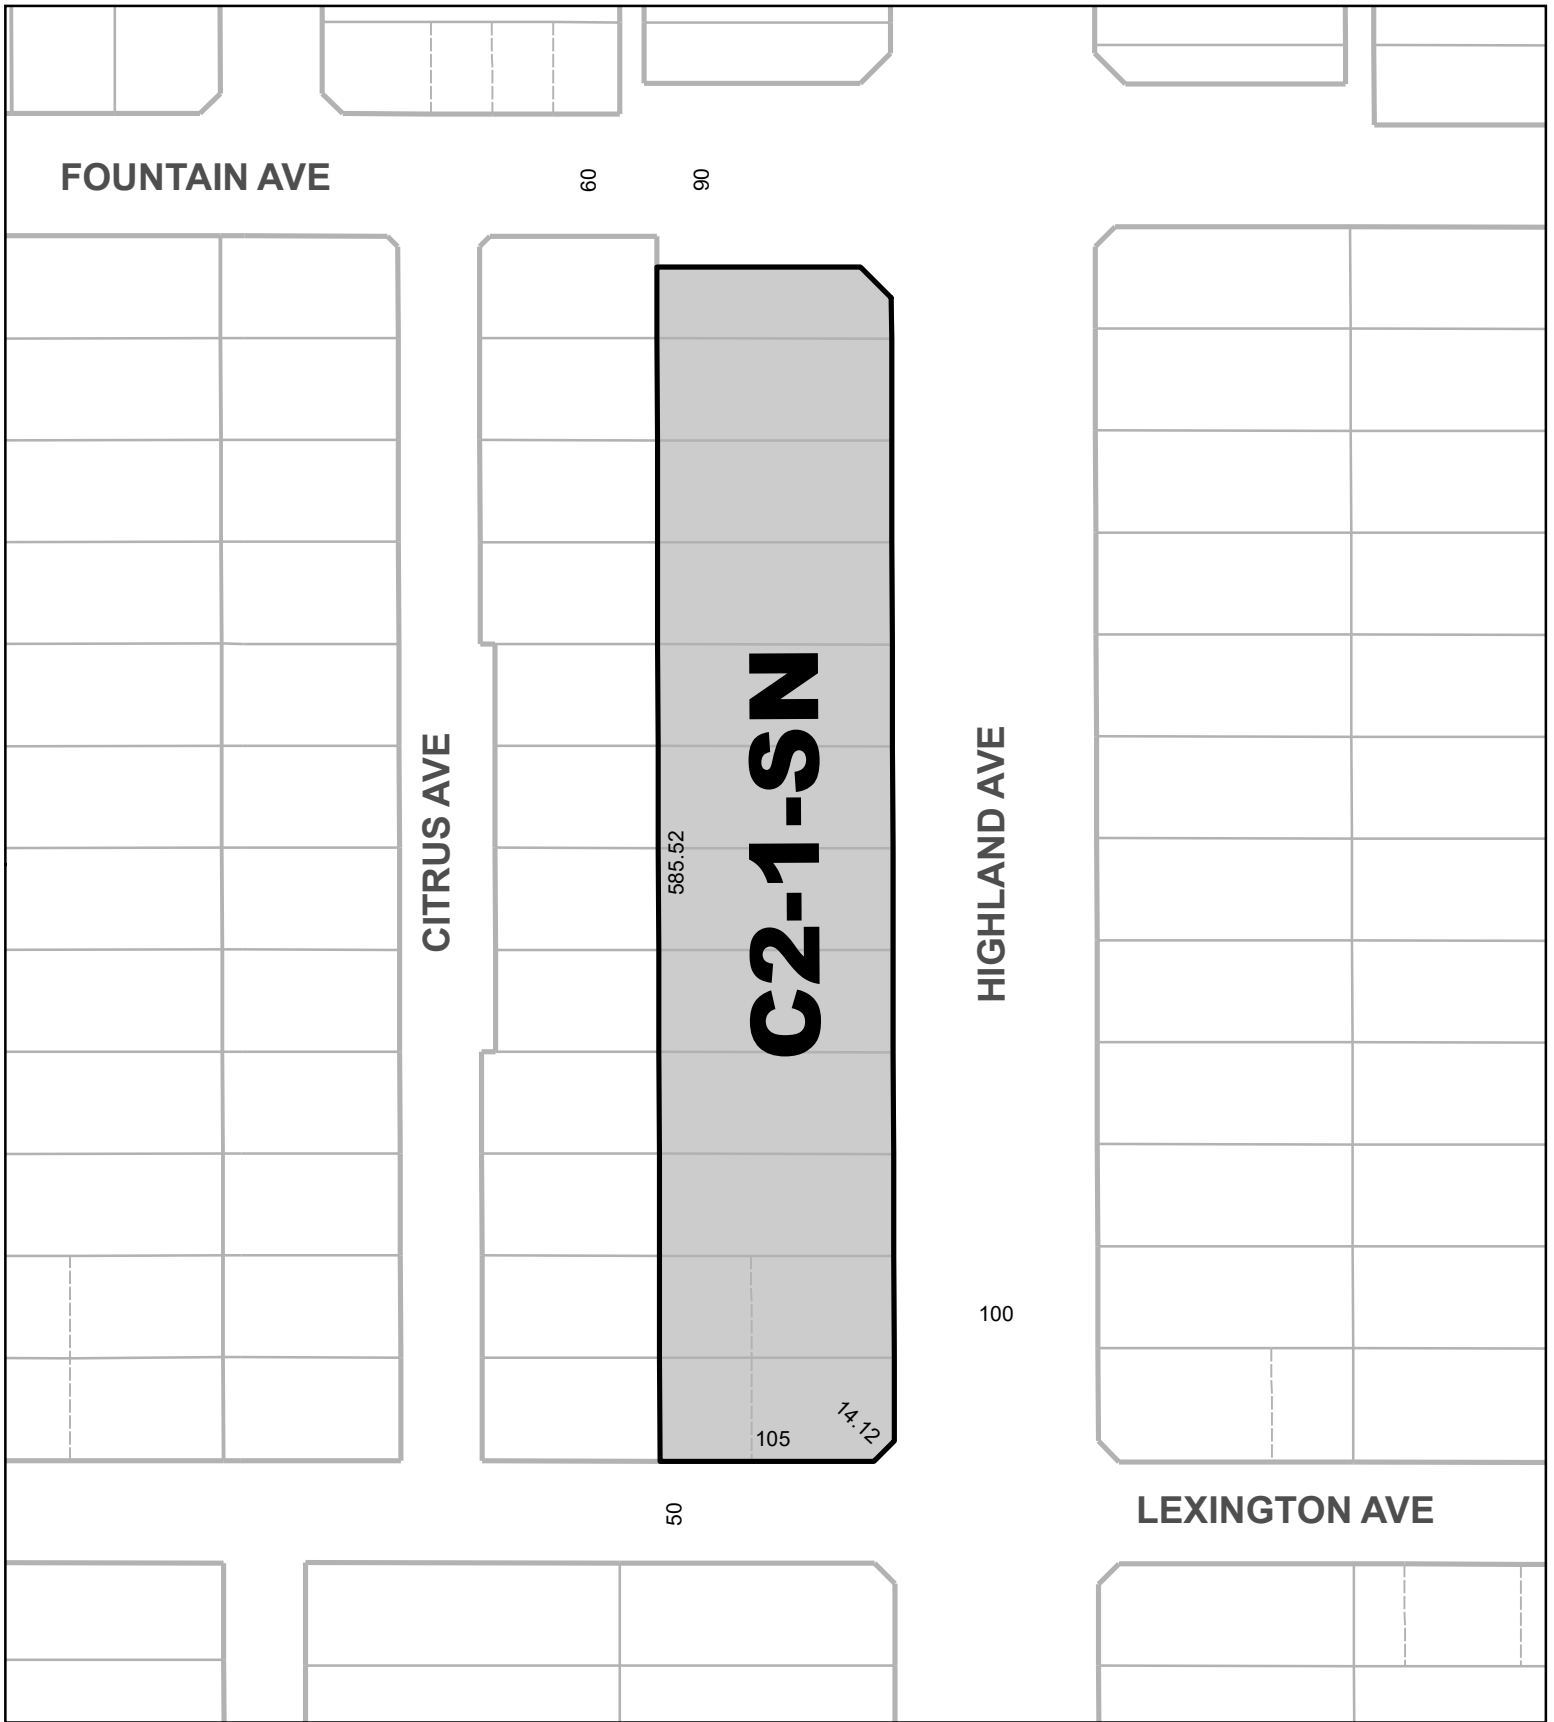 FOUNTAIN AVE
60
90
CITRUS AVE
585.52
C2-1-SN
HIGHLAND AVE
100
14.12
105
50
LEXINGTON AVE